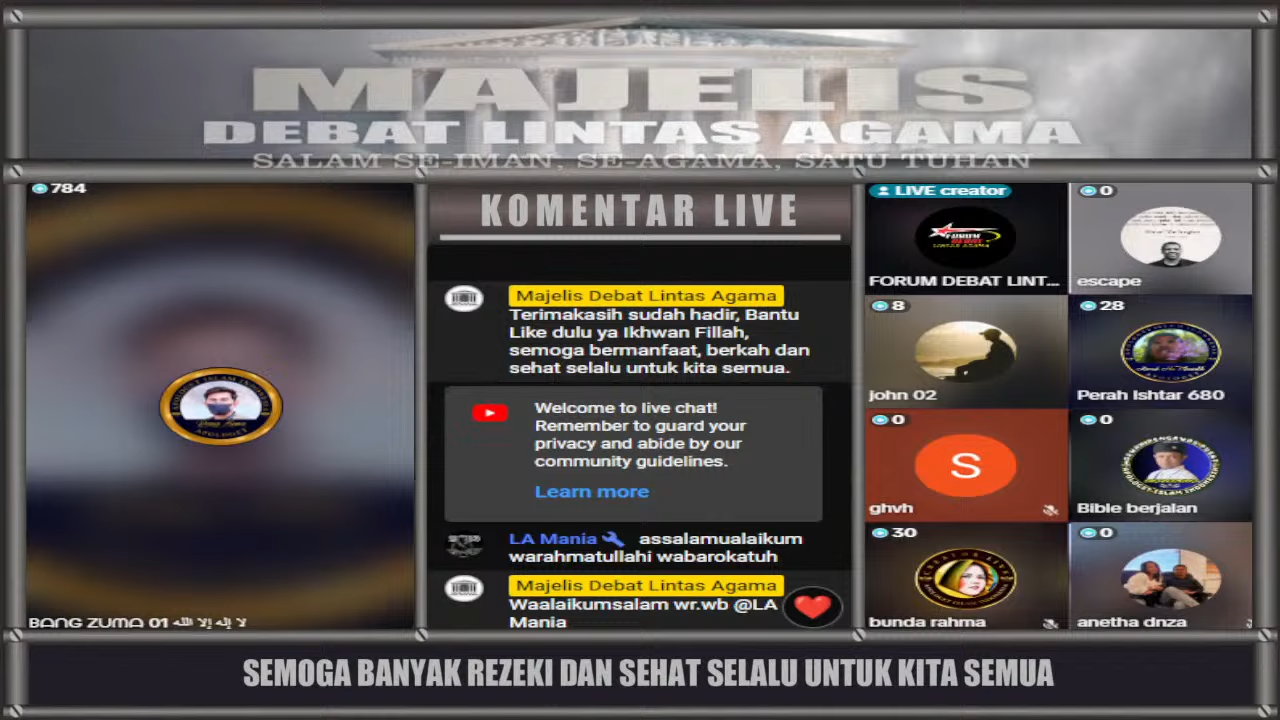 MAJELIS
DEBAT LINTAS AGAMA
SALAM SE-IMAN, SE-AGAMA, SATU TUHAN
784
BANG ZUMA 01 لا إله إلا الله
KOMENTAR LIVE
Majelis Debat Lintas Agama
Terimakasih sudah hadir, Bantu
Like dulu ya Ikhwan Fillah,
semoga bermanfaat, berkah dan
sehat selalu untuk kita semua.
Welcome to live chat!
Remember to guard your
privacy and abide by our
community guidelines.
Learn more
LA Mania assalamualaikum
warahmatullahi wabarokatuh
Majelis Debat Lintas Agama
Waalaikumsalam wr.wb @LA
Mania
LIVE creator
FORUM DEBAT LINT...
0
escape
8
john 02
28
Perah Ishtar 680
0
S
ghvh
0
Bible berjalan
30
bunda rahma
0
anetha dnza
SEMOGA BANYAK REZEKI DAN SEHAT SELALU UNTUK KITA SEMUA